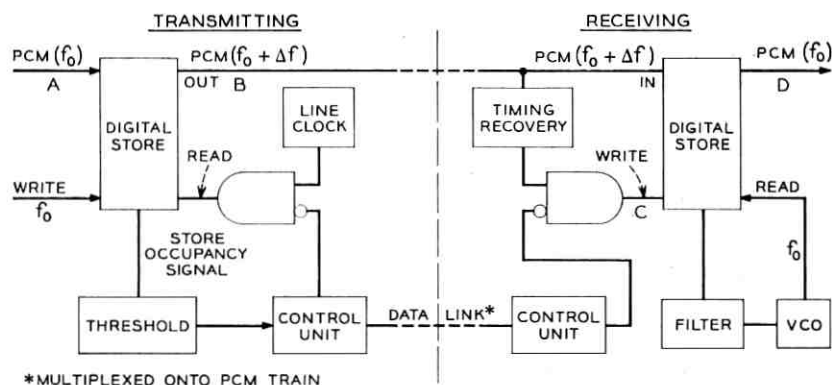 TRANSMITTING
RECEIVING
PCM (f₀)
A
PCM (f₀ + Δf)
OUT B
PCM (f₀ + Δf)
IN
PCM (f₀)
D
LINE
CLOCK
TIMING
RECOVERY
DIGITAL
STORE
READ
WRITE
DIGITAL
STORE
WRITE
f₀
C
READ
f₀
STORE
OCCUPANCY
SIGNAL
THRESHOLD
CONTROL
UNIT
DATA LINK*
CONTROL
UNIT
FILTER
VCO
*MULTIPLEXED ONTO PCM TRAIN